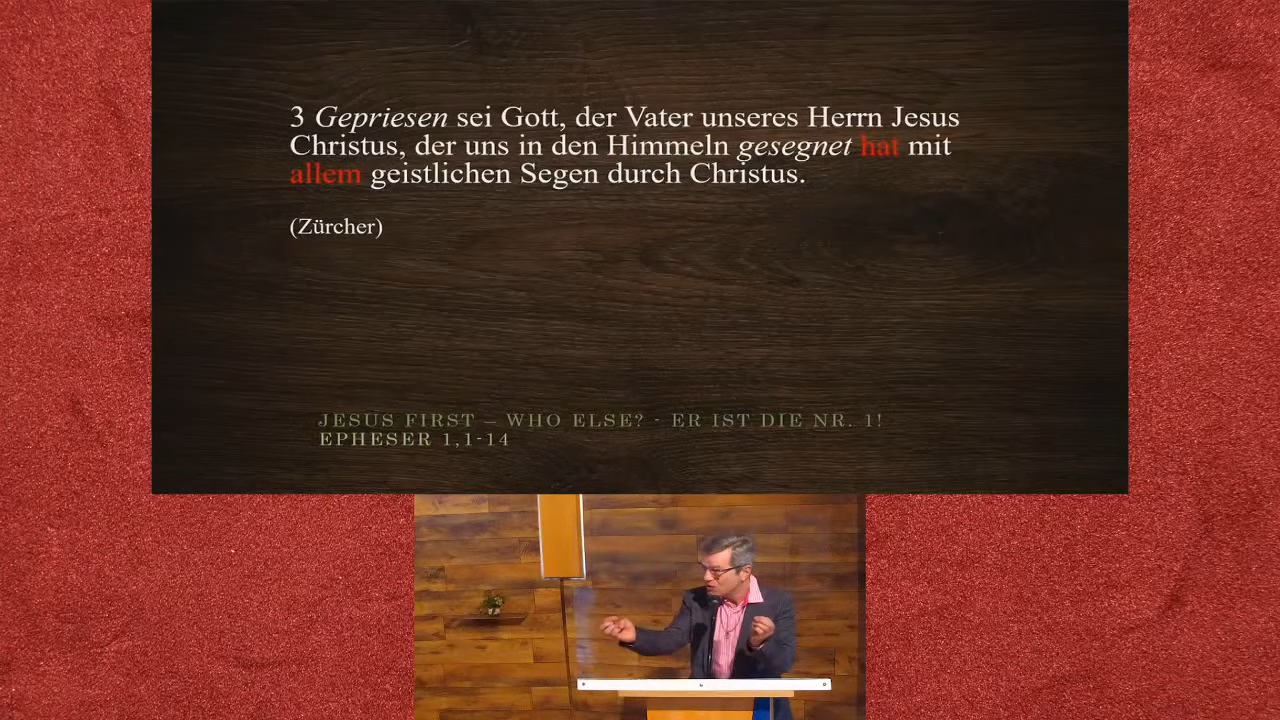 3 Gepriesen sei Gott, der Vater unseres Herrn Jesus
Christus, der uns in den Himmeln gesegnet hat mit
allem geistlichen Segen durch Christus.
(Zürcher)
JESUS FIRST – WHO ELSE? - ER IST DIE NR. 1!
EPHESER 1,1-14